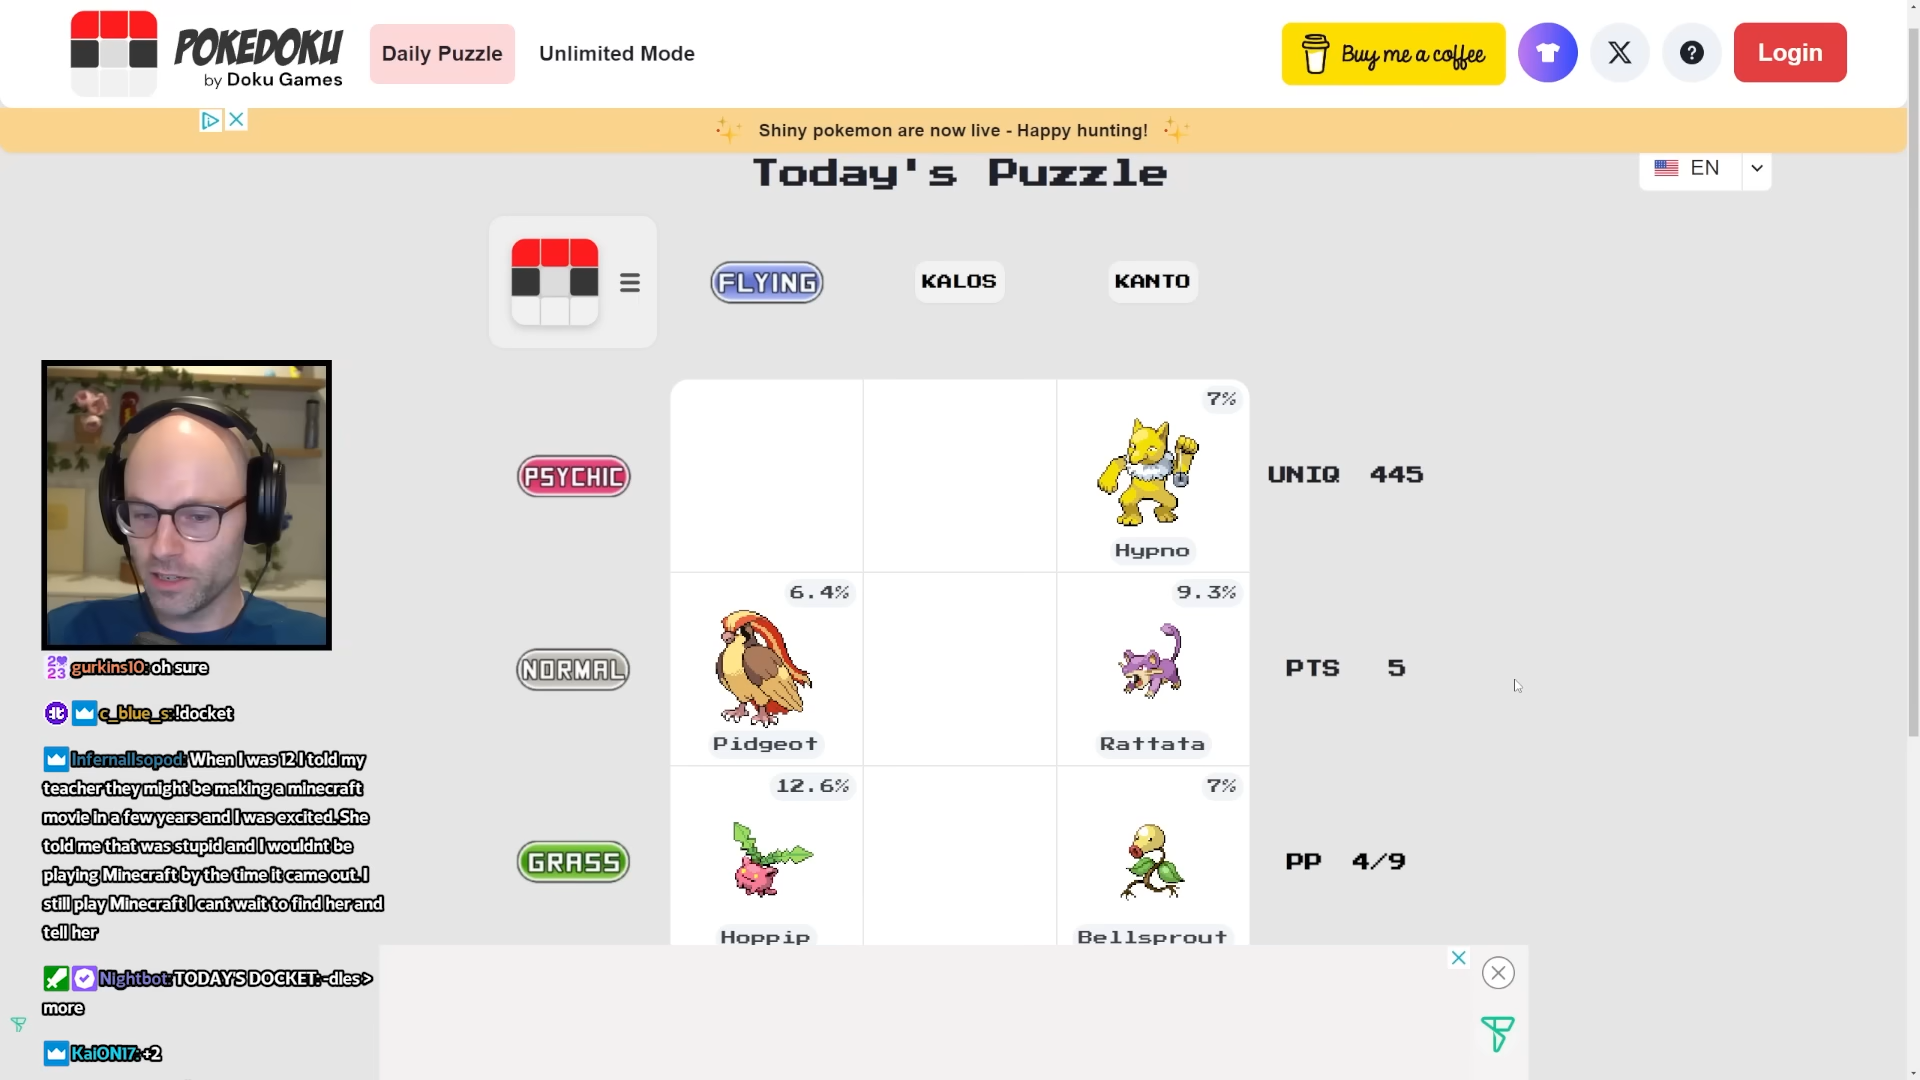 POKEDOKU
by Doku Games
Daily Puzzle
Unlimited Mode
Buy me a coffee
X
?
Login
Shiny pokemon are now live - Happy hunting!
Today's Puzzle
EN
FLYING
KALOS
KANTO
PSYCHIC
7%
Hypno
UNIQ 445
NORMAL
6.4%
Pidgeot
9.3%
Rattata
PTS 5
GRASS
12.6%
Hoppip
7%
Bellsprout
PP 4/9
gurkins10: oh sure
c_blue_s: !docket
InfernalIsopod: When I was 12 I told my
teacher they might be making a minecraft
movie in a few years and I was excited. She
told me that was stupid and I wouldnt be
playing Minecraft by the time it came out. I
still play Minecraft I cant wait to find her and
tell her
Nightbot: TODAY'S DOCKET: -dles >
more
KaiON17: +2